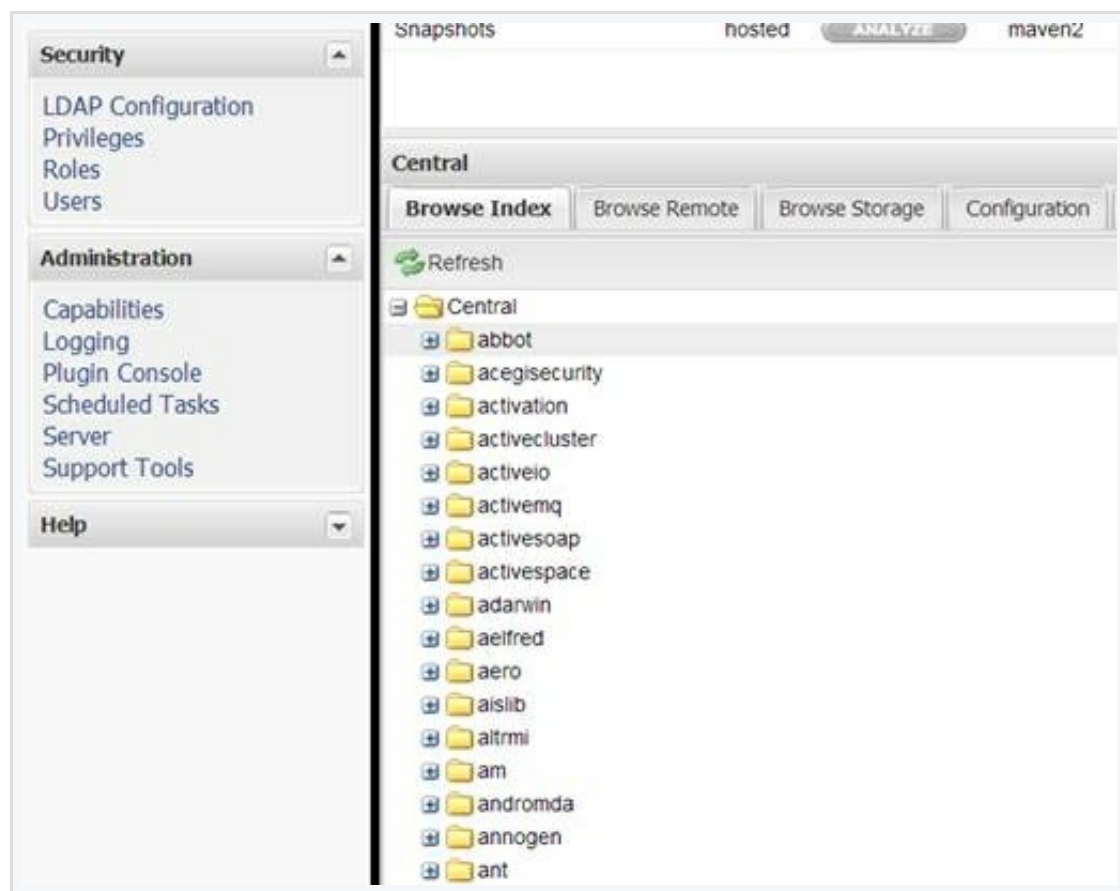 Security
LDAP Configuration
Privileges
Roles
Users
Administration
Capabilities
Logging
Plugin Console
Scheduled Tasks
Server
Support Tools
Help
Snapshots hosted ANALYZE maven2
Central
Browse Index Browse Remote Browse Storage Configuration
Refresh
Central
abbot
acegisecurity
activation
activecluster
activeio
activemq
activesoap
activespace
adarwin
aelfred
aero
aislib
altrmi
am
andromda
annogen
ant